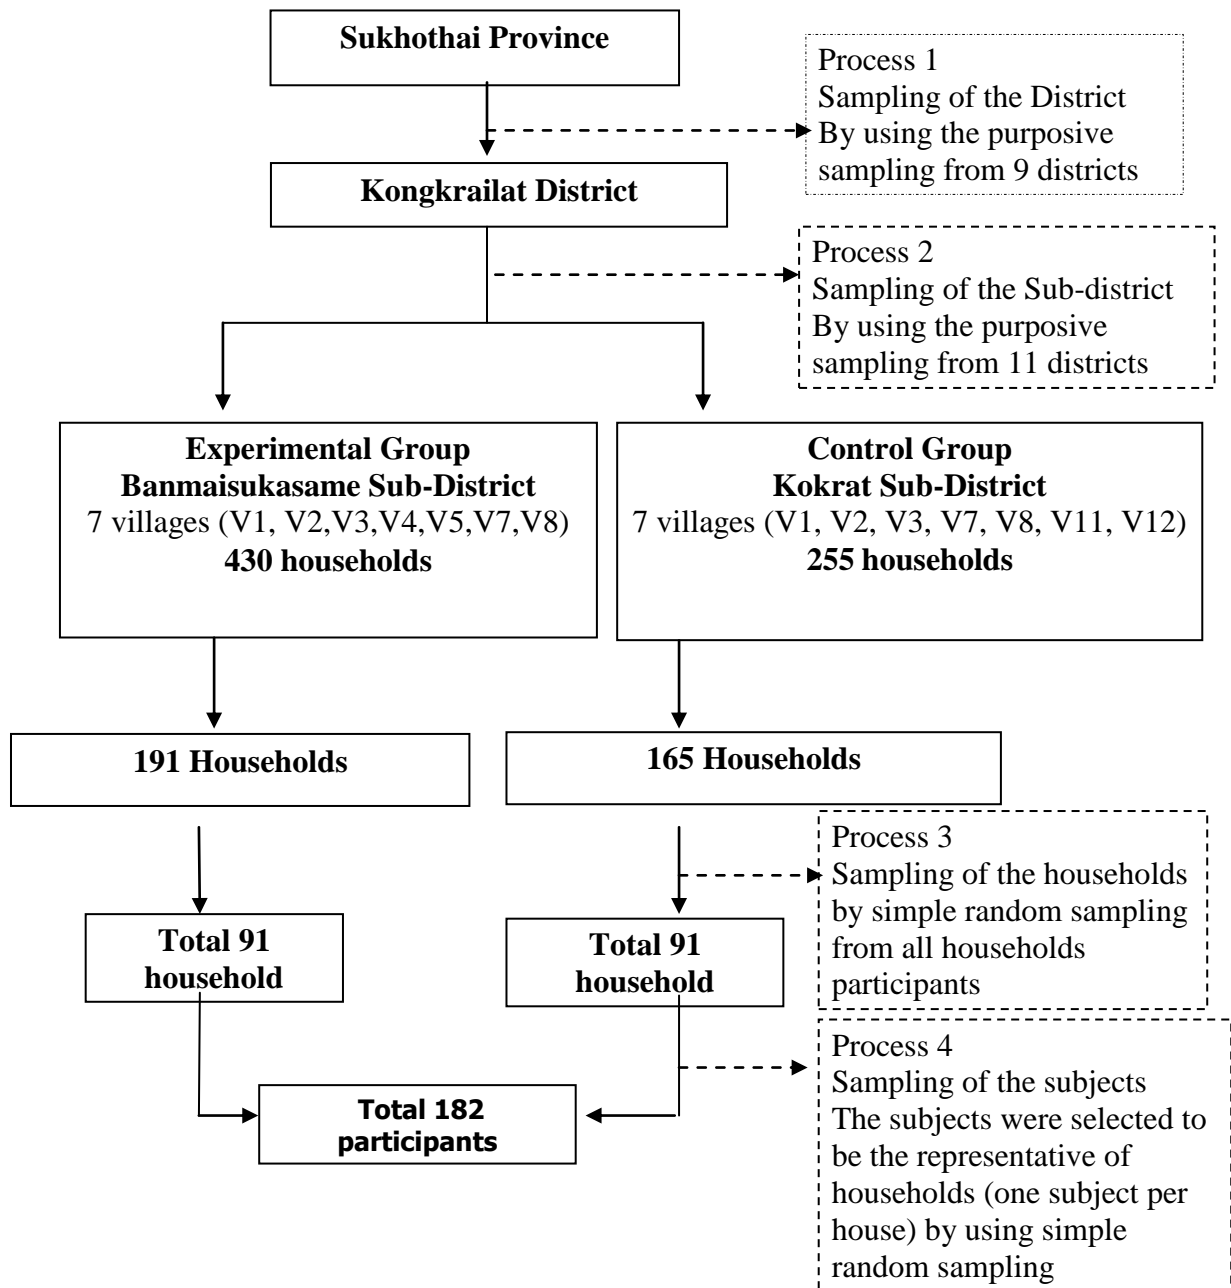 Sukhothai Province
Process 1
Sampling of the District
By using the purposive
sampling from 9 districts
Kongkrailat District
Process 2
Sampling of the Sub-district
By using the purposive
sampling from 11 districts
Experimental Group
Banmaisukasame Sub-District
7 villages (V1, V2,V3,V4,V5,V7,V8)
430 households
Control Group
Kokrat Sub-District
7 villages (V1, V2, V3, V7, V8, V11, V12)
255 households
191 Households
165 Households
Process 3
Sampling of the households
by simple random sampling
from all households
participants
Total 91
household
Total 91
household
Process 4
Sampling of the subjects
The subjects were selected to
be the representative of
households (one subject per
house) by using simple
random sampling
Total 182
participants